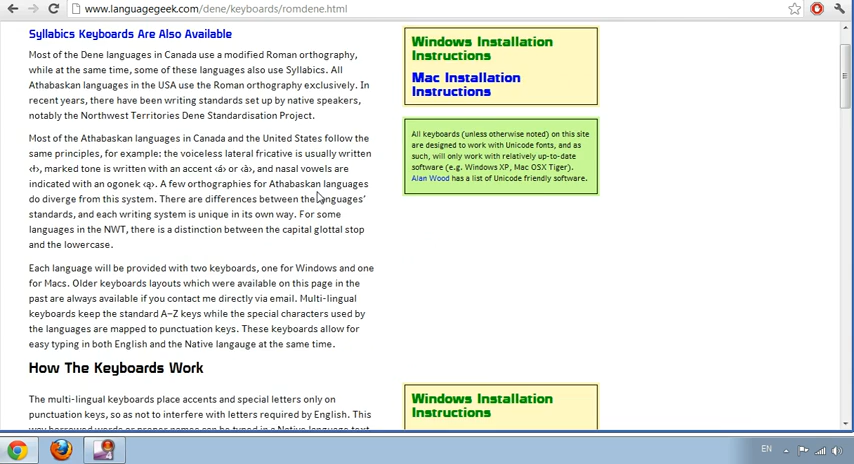 www.languagegeek.com/dene/keyboards/romdene.html
Syllabics Keyboards Are Also Available
Most of the Dene languages in Canada use a modified Roman orthography,
while at the same time, some of these languages also use Syllabics. All
Athabaskan languages in the USA use the Roman orthography exclusively. In
recent years, there have been writing standards set up by native speakers,
notably the Northwest Territories Dene Standardisation Project.
Most of the Athabaskan languages in Canada and the United States follow the
same principles, for example: the voiceless lateral fricative is usually written
‹ł›, marked tone is written with an accent ‹á› or ‹à›, and nasal vowels are
indicated with an ogonek ‹ą›. A few orthographies for Athabaskan languages
do diverge from this system. There are differences between the languages'
standards, and each writing system is unique in its own way. For some
languages in the NWT, there is a distinction between the capital glottal stop
and the lowercase.
Each language will be provided with two keyboards, one for Windows and one
for Macs. Older keyboards layouts which were available on this page in the
past are always available if you contact me directly via email. Multi-lingual
keyboards keep the standard A–Z keys while the special characters used by
the languages are mapped to punctuation keys. These keyboards allow for
easy typing in both English and the Native langauge at the same time.
How The Keyboards Work
The multi-lingual keyboards place accents and special letters only on
punctuation keys, so as not to interfere with letters required by English. This
way borrowed words or proper names can be typed in a Native language text
Windows Installation
Instructions
Mac Installation
Instructions
All keyboards (unless otherwise noted) on this site
are designed to work with Unicode fonts, and as
such, will only work with relatively up-to-date
software (e.g. Windows XP, Mac OSX Tiger).
Alan Wood has a list of Unicode friendly software.
Windows Installation
Instructions
4
EN